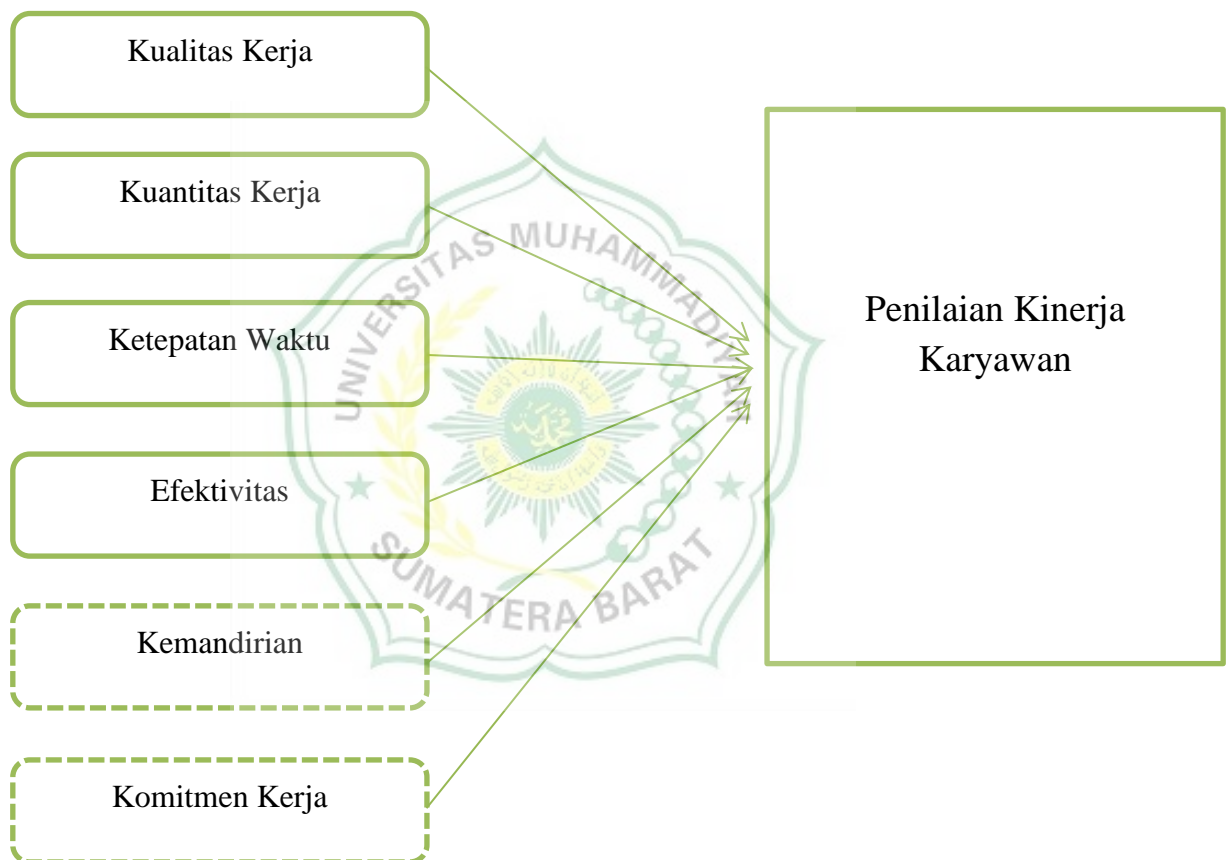 Kualitas Kerja
Kuantitas Kerja
Ketepatan Waktu
Efektivitas
Kemandirian
Komitmen Kerja
Penilaian Kinerja
Karyawan
UNIVERSITAS MUHAMMADIYAH
SUMATERA BARAT